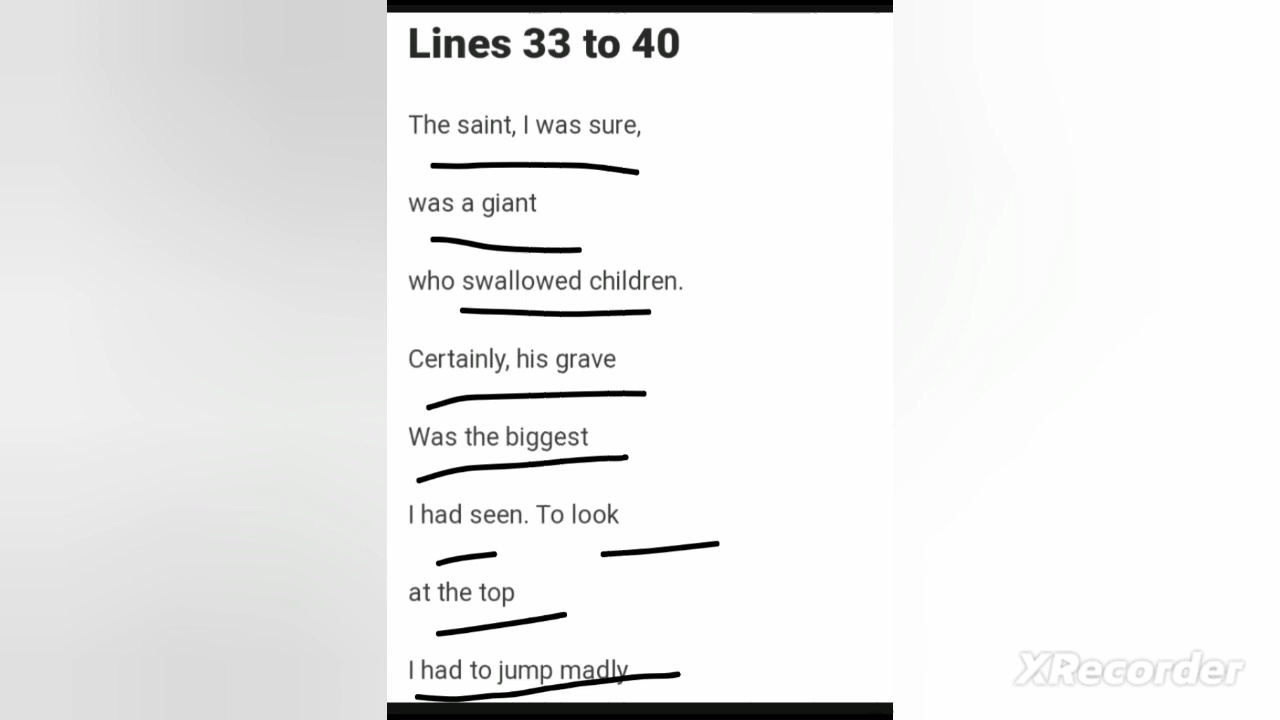 Lines 33 to 40
The saint, I was sure,
was a giant
who swallowed children.
Certainly, his grave
Was the biggest
I had seen. To look
at the top
I had to jump madly
XRecorder